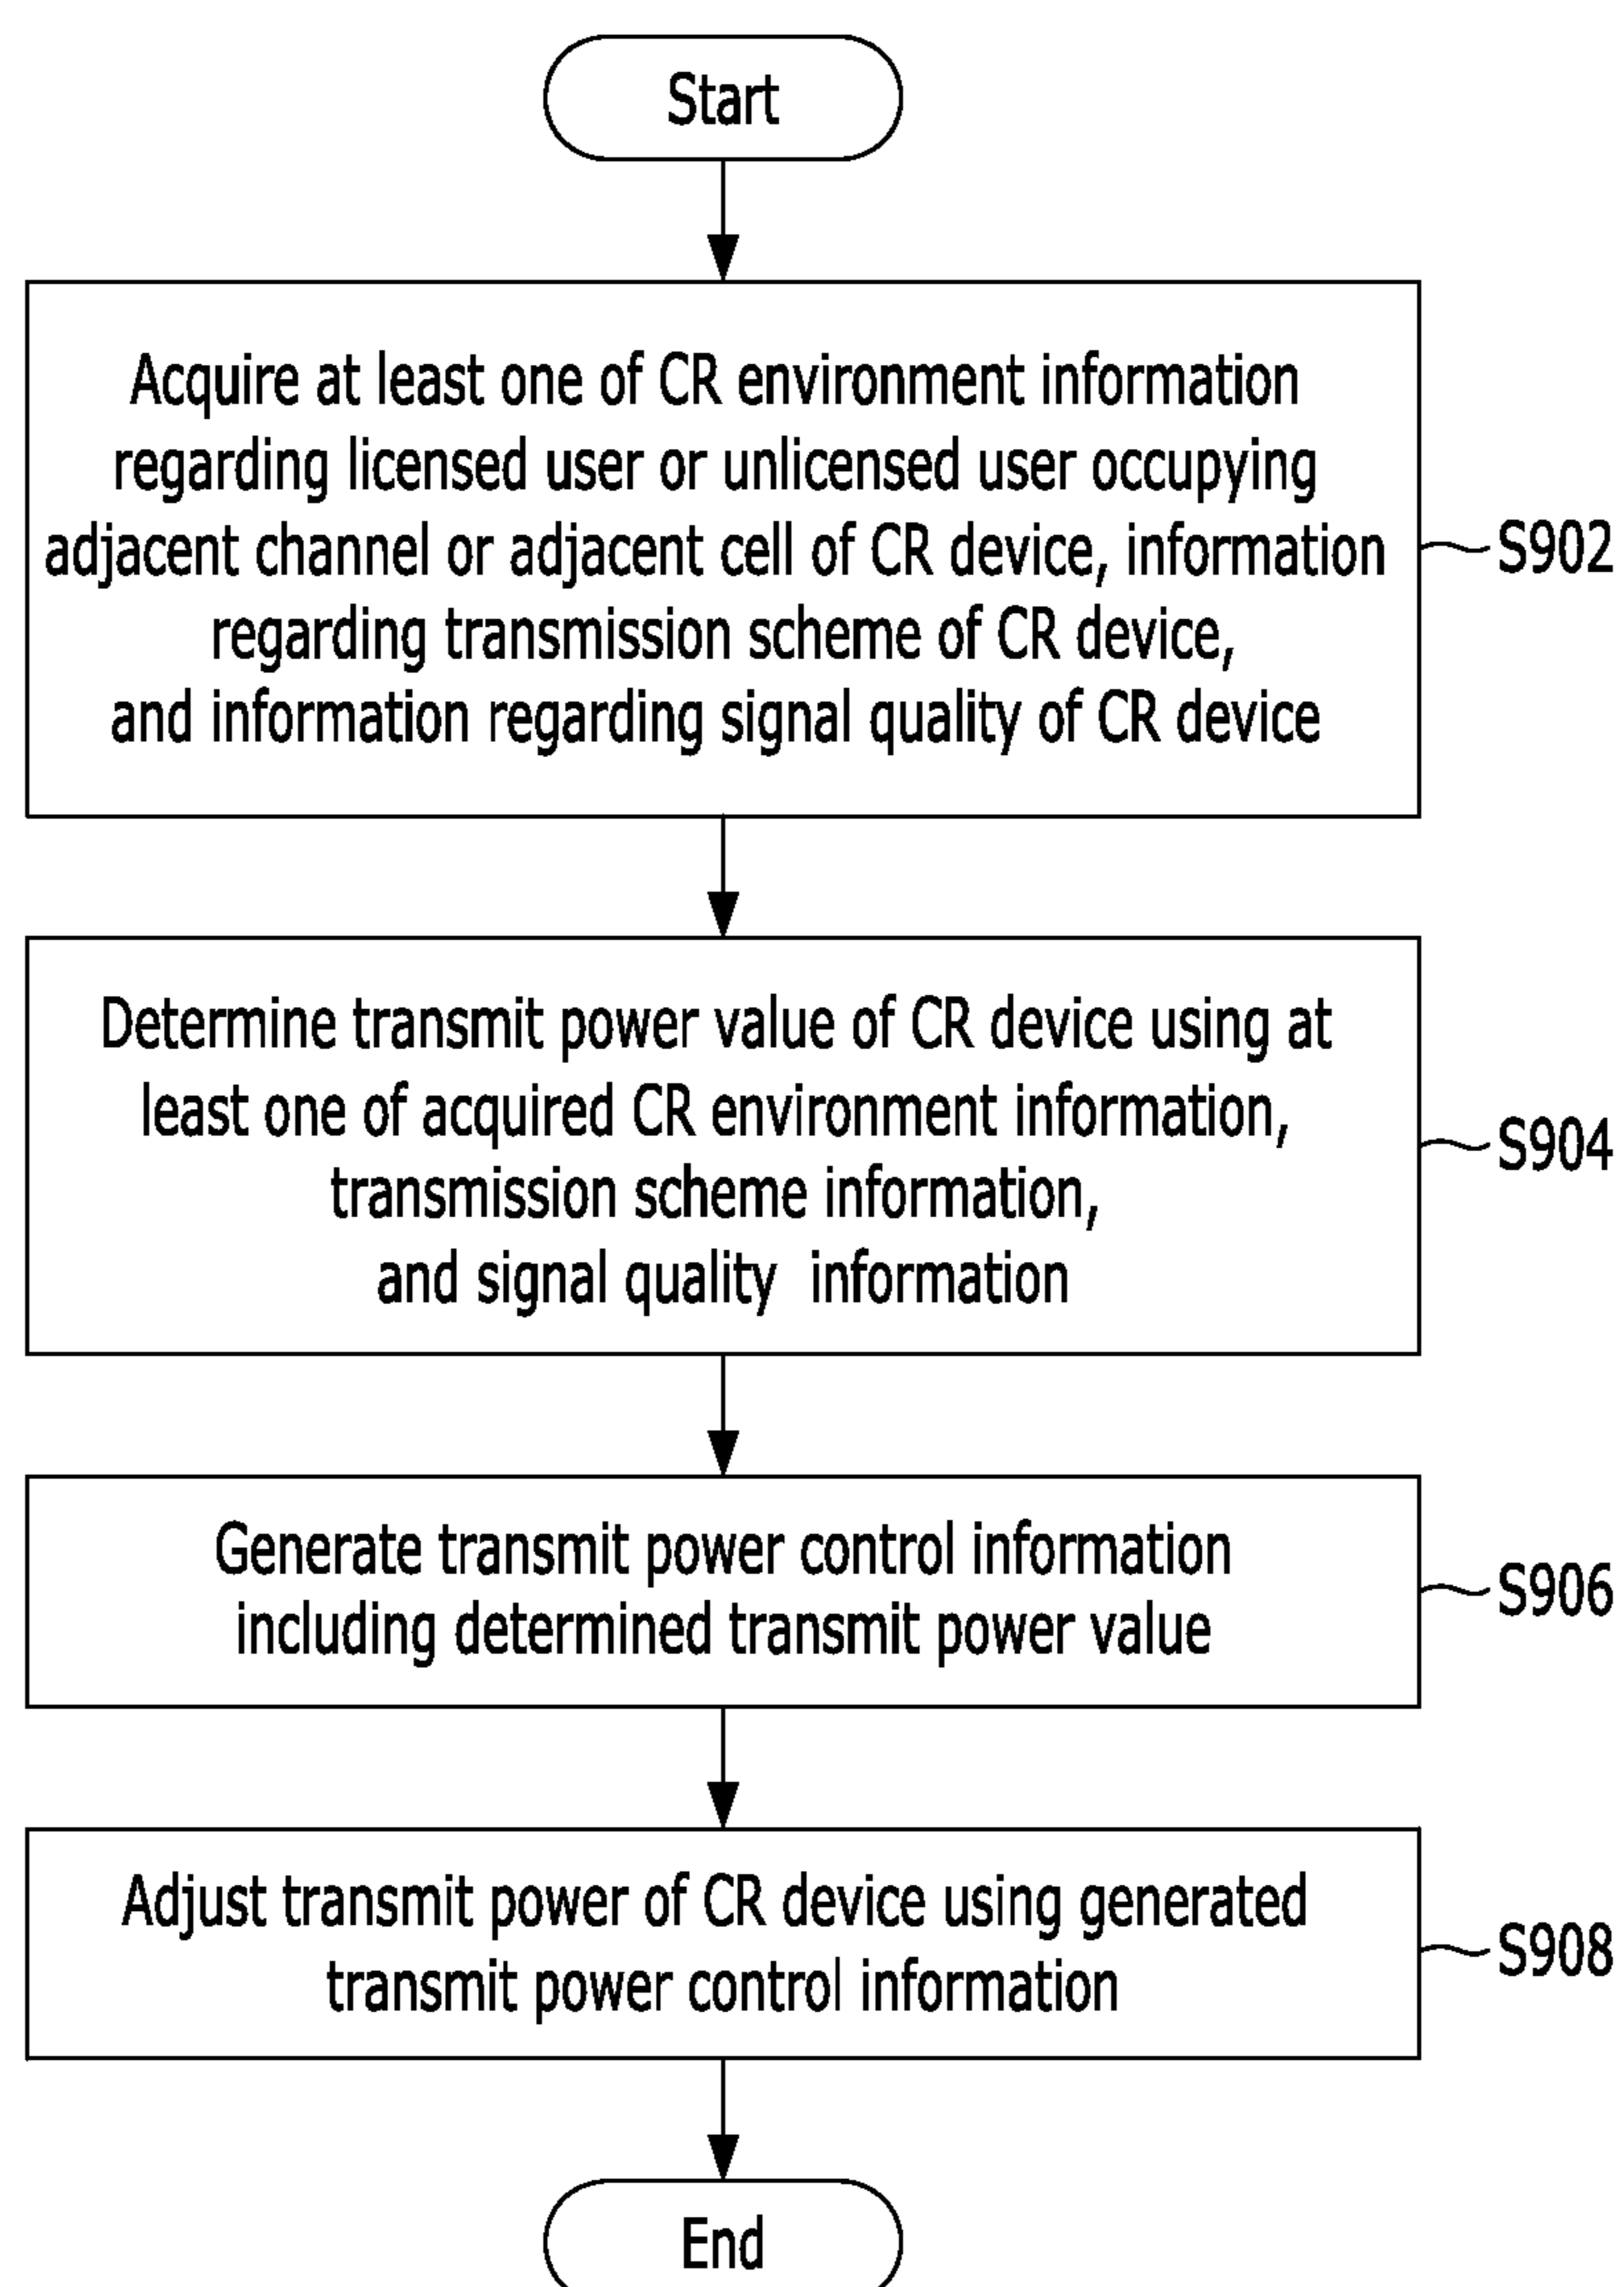 Start
Acquire at least one of CR environment information
regarding licensed user or unlicensed user occupying
adjacent channel or adjacent cell of CR device, information
regarding transmission scheme of CR device,
and information regarding signal quality of CR device
S902
Determine transmit power value of CR device using at
least one of acquired CR environment information,
transmission scheme information,
and signal quality information
S904
Generate transmit power control information
including determined transmit power value
S906
Adjust transmit power of CR device using generated
transmit power control information
S908
End